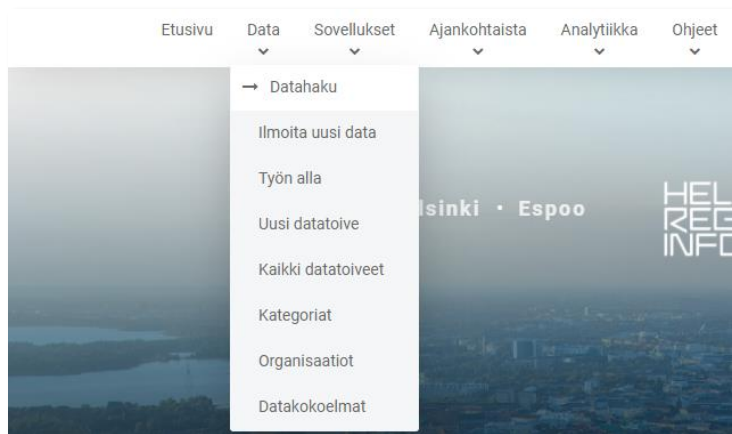 Etusivu Data Sovellukset Ajankohtaista Analytiikka Ohjeet
→ Datahaku
Ilmoita uusi data
Työn alla
Uusi datatoive
Kaikki datatoiveet
Kategoriat
Organisaatiot
Datakokoelmat
lsinki · Espoo
HEL
REG
INFO